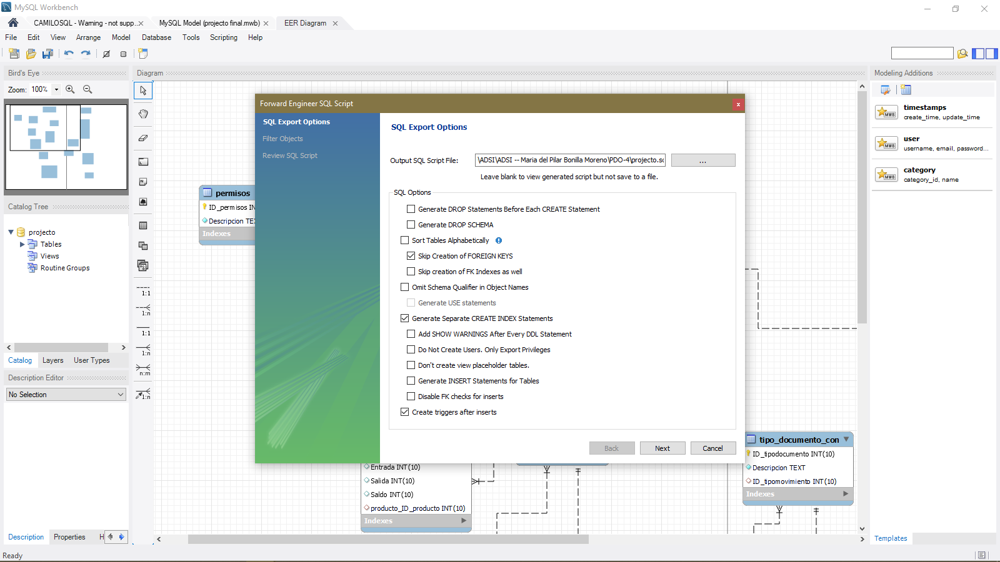 MySQL Workbench
CAMILOSQL - Warning - not supp...
MySQL Model (projecto final.mwb)
EER Diagram
File Edit View Arrange Model Database Tools Scripting Help
Bird's Eye
Zoom: 100%
Catalog Tree
projecto
Tables
Views
Routine Groups
Catalog Layers User Types
Description Editor
No Selection
Description Properties H
Ready
Diagram
1:1
1:n
1:1
1:n
n:m
1:n
permisos
ID_permisos IN
Descripcion TEX
Indexes
Forward Engineer SQL Script
SQL Export Options
Filter Objects
Review SQL Script
SQL Export Options
Output SQL Script File: \ADSI\ADSI -- Maria del Pilar Bonilla Moreno\PDO-4\projecto.sc ...
Leave blank to view generated script but not save to a file.
SQL Options
Generate DROP Statements Before Each CREATE Statement
Generate DROP SCHEMA
Sort Tables Alphabetically
Skip Creation of FOREIGN KEYS
Skip creation of FK Indexes as well
Omit Schema Qualifier in Object Names
Generate USE statements
Generate Separate CREATE INDEX Statements
Add SHOW WARNINGS After Every DDL Statement
Do Not Create Users. Only Export Privileges
Don't create view placeholder tables.
Generate INSERT Statements for Tables
Disable FK checks for inserts
Create triggers after inserts
Back Next Cancel
Entrada INT(10)
Salida INT(10)
Saldo INT(10)
producto_ID_producto INT(10)
Indexes
tipo_documento_con
ID_tipodocumento INT(10)
Descripcion TEXT
ID_tipomovimiento INT(10)
Indexes
Modeling Additions
MWB
timestamps
create_time, update_time
MWB
user
username, email, password...
MWB
category
category_id, name
Templates